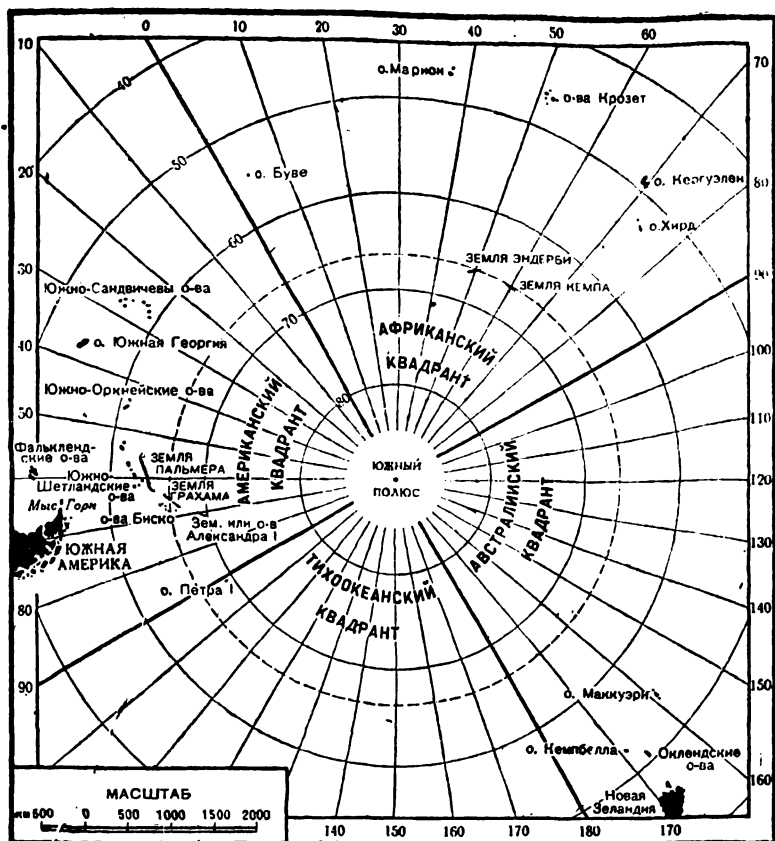 0 10 20 30 40 50 60
10
70
40
о. Марион
о-ва Крозет
50
20
о. Буве
о. Кергуэлен
80
о. Хирд
60
30
ЗЕМЛЯ ЭНДЕРБИ
90
Южно-Сандвичевы о-ва
ЗЕМЛЯ КЕМПА
70
АФРИКАНСКИЙ
КВАДРАНТ
40
о. Южная Георгия
100
80
Южно-Оркнейские о-ва
АМЕРИКАНСКИЙ
КВАДРАНТ
50
110
Фалькленд-
ские о-ва
ЗЕМЛЯ
ПАЛЬМЕРА
Южно-
Шетландские
о-ва
ЗЕМЛЯ
ГРАХАМА
ЮЖНЫЙ
ПОЛЮС
120
АВСТРАЛИЙСКИЙ
КВАДРАНТ
Мыс Горн
о-ва Биско
Зем. или о-в
Александра I
130
ЮЖНАЯ
АМЕРИКА
ТИХООКЕАНСКИЙ
КВАДРАНТ
о. Петра I
80
140
90
150
о. Маккуэри
о. Кемпбелла
Оклендские
о-ва
160
Новая
Зеландия
МАСШТАБ
км 500 0 500 1000 1500 2000
140 150 160 170 180 170